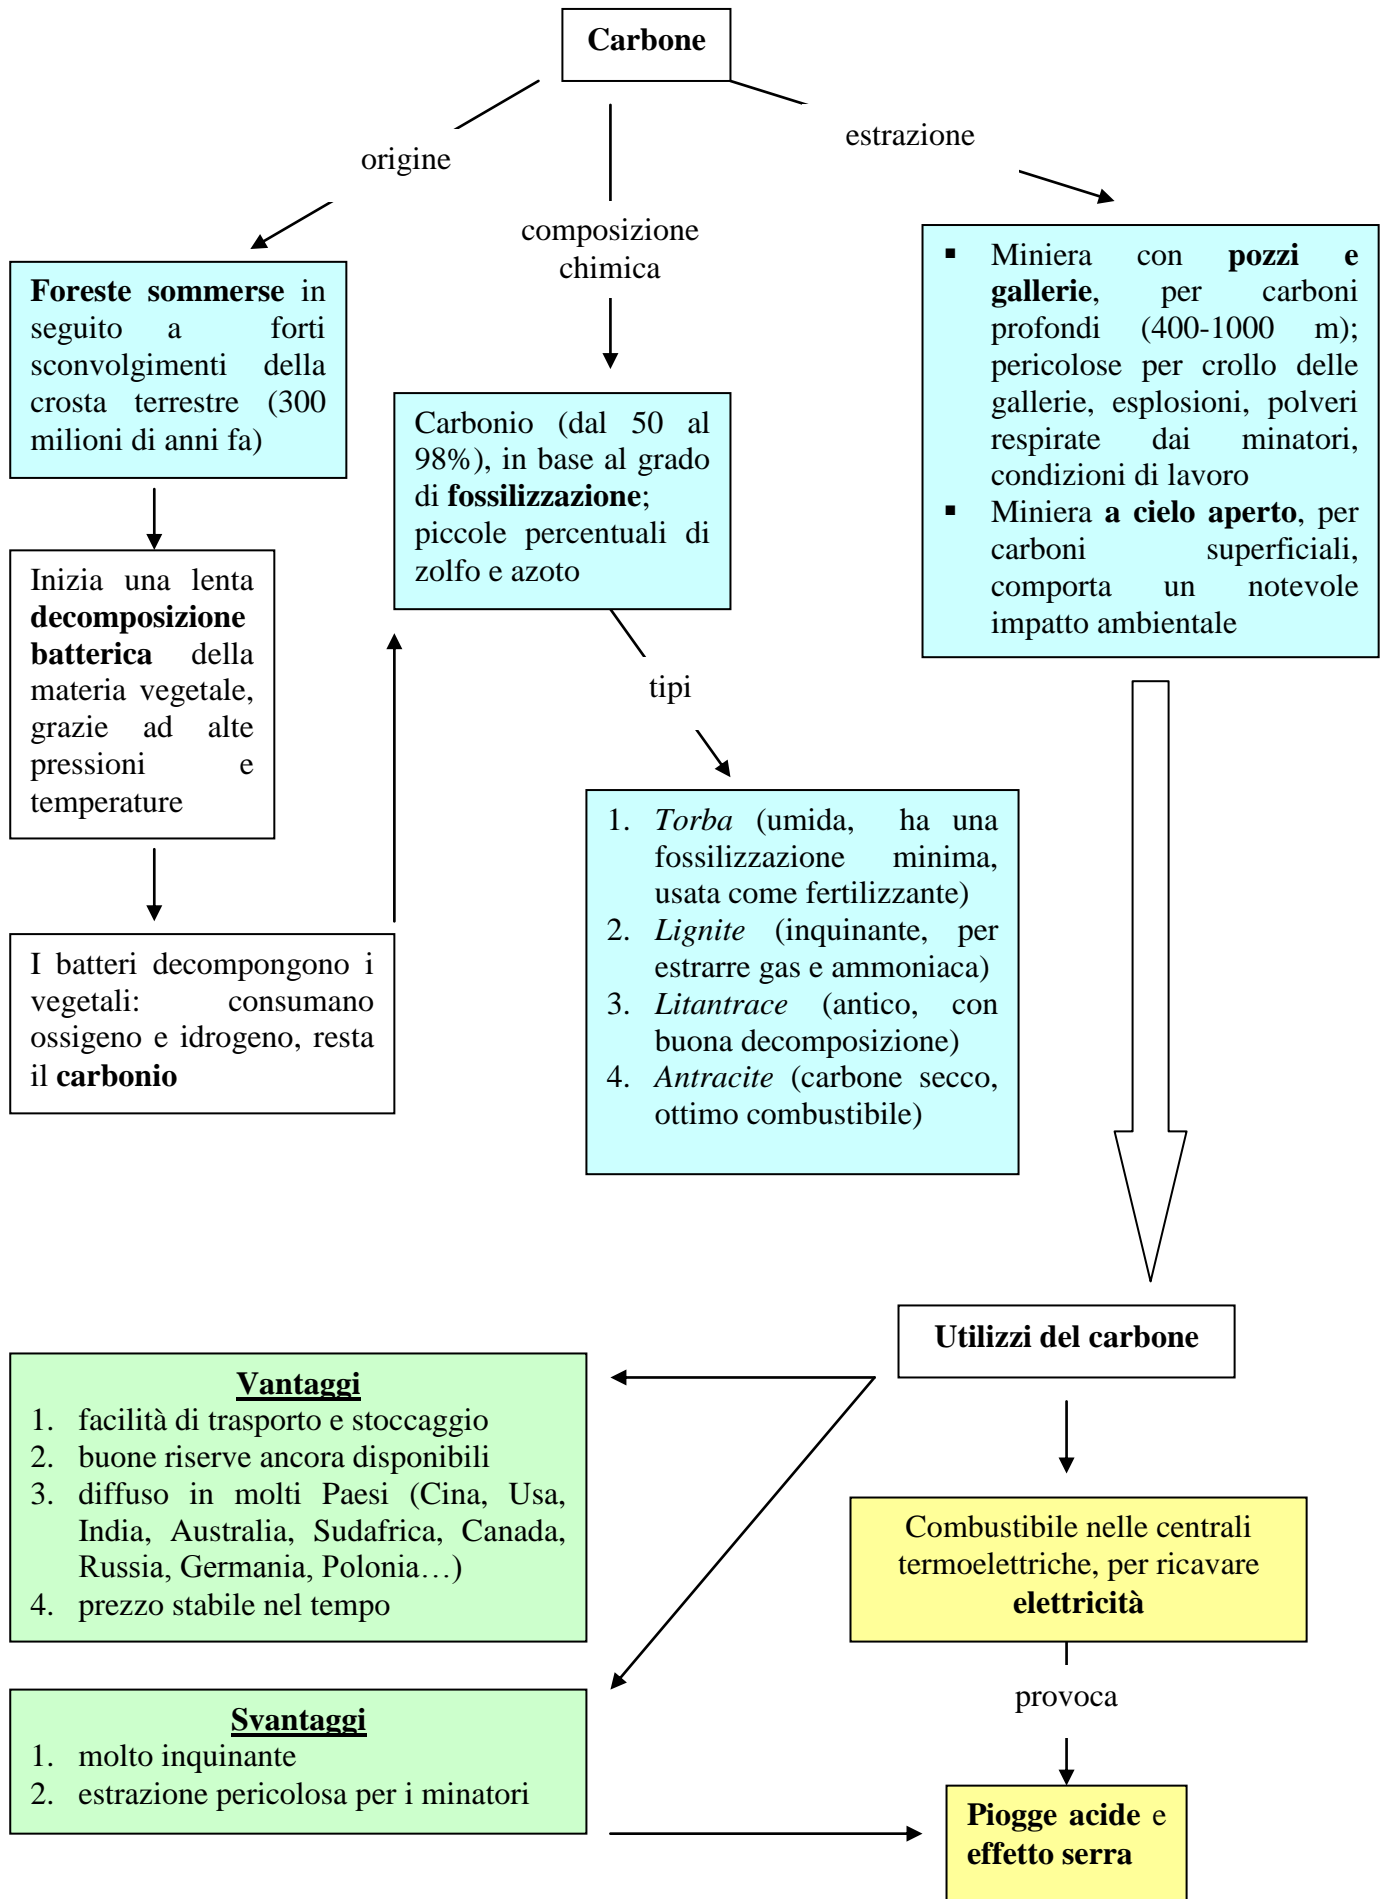 Carbone
origine
estrazione
composizione
chimica
Foreste sommerse in
seguito a forti
sconvolgimenti della
crosta terrestre (300
milioni di anni fa)
Carbonio (dal 50 al
98%), in base al grado
di fossilizzazione;
piccole percentuali di
zolfo e azoto
▪ Miniera con pozzi e
gallerie, per carboni
profondi (400-1000 m);
pericolose per crollo delle
gallerie, esplosioni, polveri
respirate dai minatori,
condizioni di lavoro
▪ Miniera a cielo aperto, per
carboni superficiali,
comporta un notevole
impatto ambientale
Inizia una lenta
decomposizione
batterica della
materia vegetale,
grazie ad alte
pressioni e
temperature
tipi
I batteri decompongono i
vegetali: consumano
ossigeno e idrogeno, resta
il carbonio
1. Torba (umida, ha una
fossilizzazione minima,
usata come fertilizzante)
2. Lignite (inquinante, per
estrarre gas e ammoniaca)
3. Litantrace (antico, con
buona decomposizione)
4. Antracite (carbone secco,
ottimo combustibile)
Utilizzi del carbone
Vantaggi
1. facilità di trasporto e stoccaggio
2. buone riserve ancora disponibili
3. diffuso in molti Paesi (Cina, Usa,
India, Australia, Sudafrica, Canada,
Russia, Germania, Polonia…)
4. prezzo stabile nel tempo
Combustibile nelle centrali
termoelettriche, per ricavare
elettricità
provoca
Svantaggi
1. molto inquinante
2. estrazione pericolosa per i minatori
Piogge acide e
effetto serra